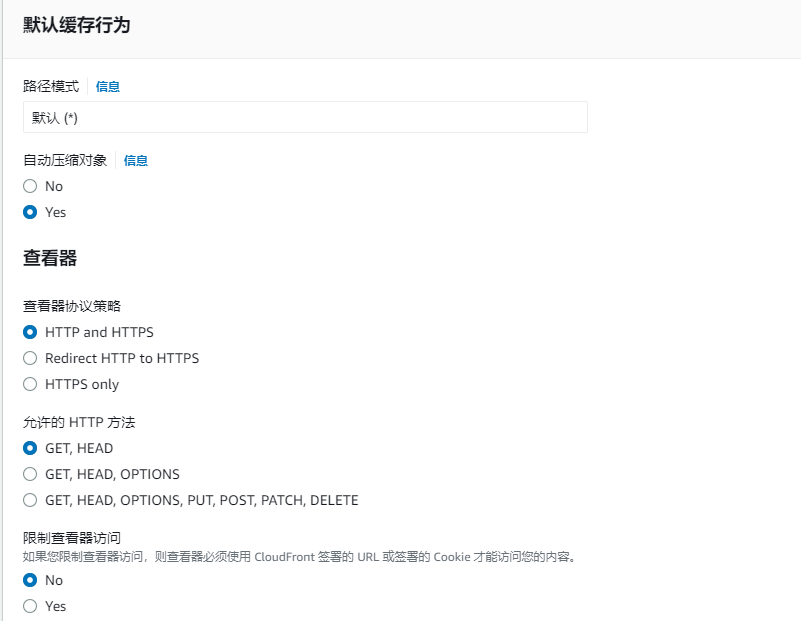 默认缓存行为
路径模式 信息
默认 (*)
自动压缩对象 信息
No
Yes
查看器
查看器协议策略
HTTP and HTTPS
Redirect HTTP to HTTPS
HTTPS only
允许的 HTTP 方法
GET, HEAD
GET, HEAD, OPTIONS
GET, HEAD, OPTIONS, PUT, POST, PATCH, DELETE
限制查看器访问
如果您限制查看器访问，则查看器必须使用 CloudFront 签署的 URL 或签署的 Cookie 才能访问您的内容。
No
Yes